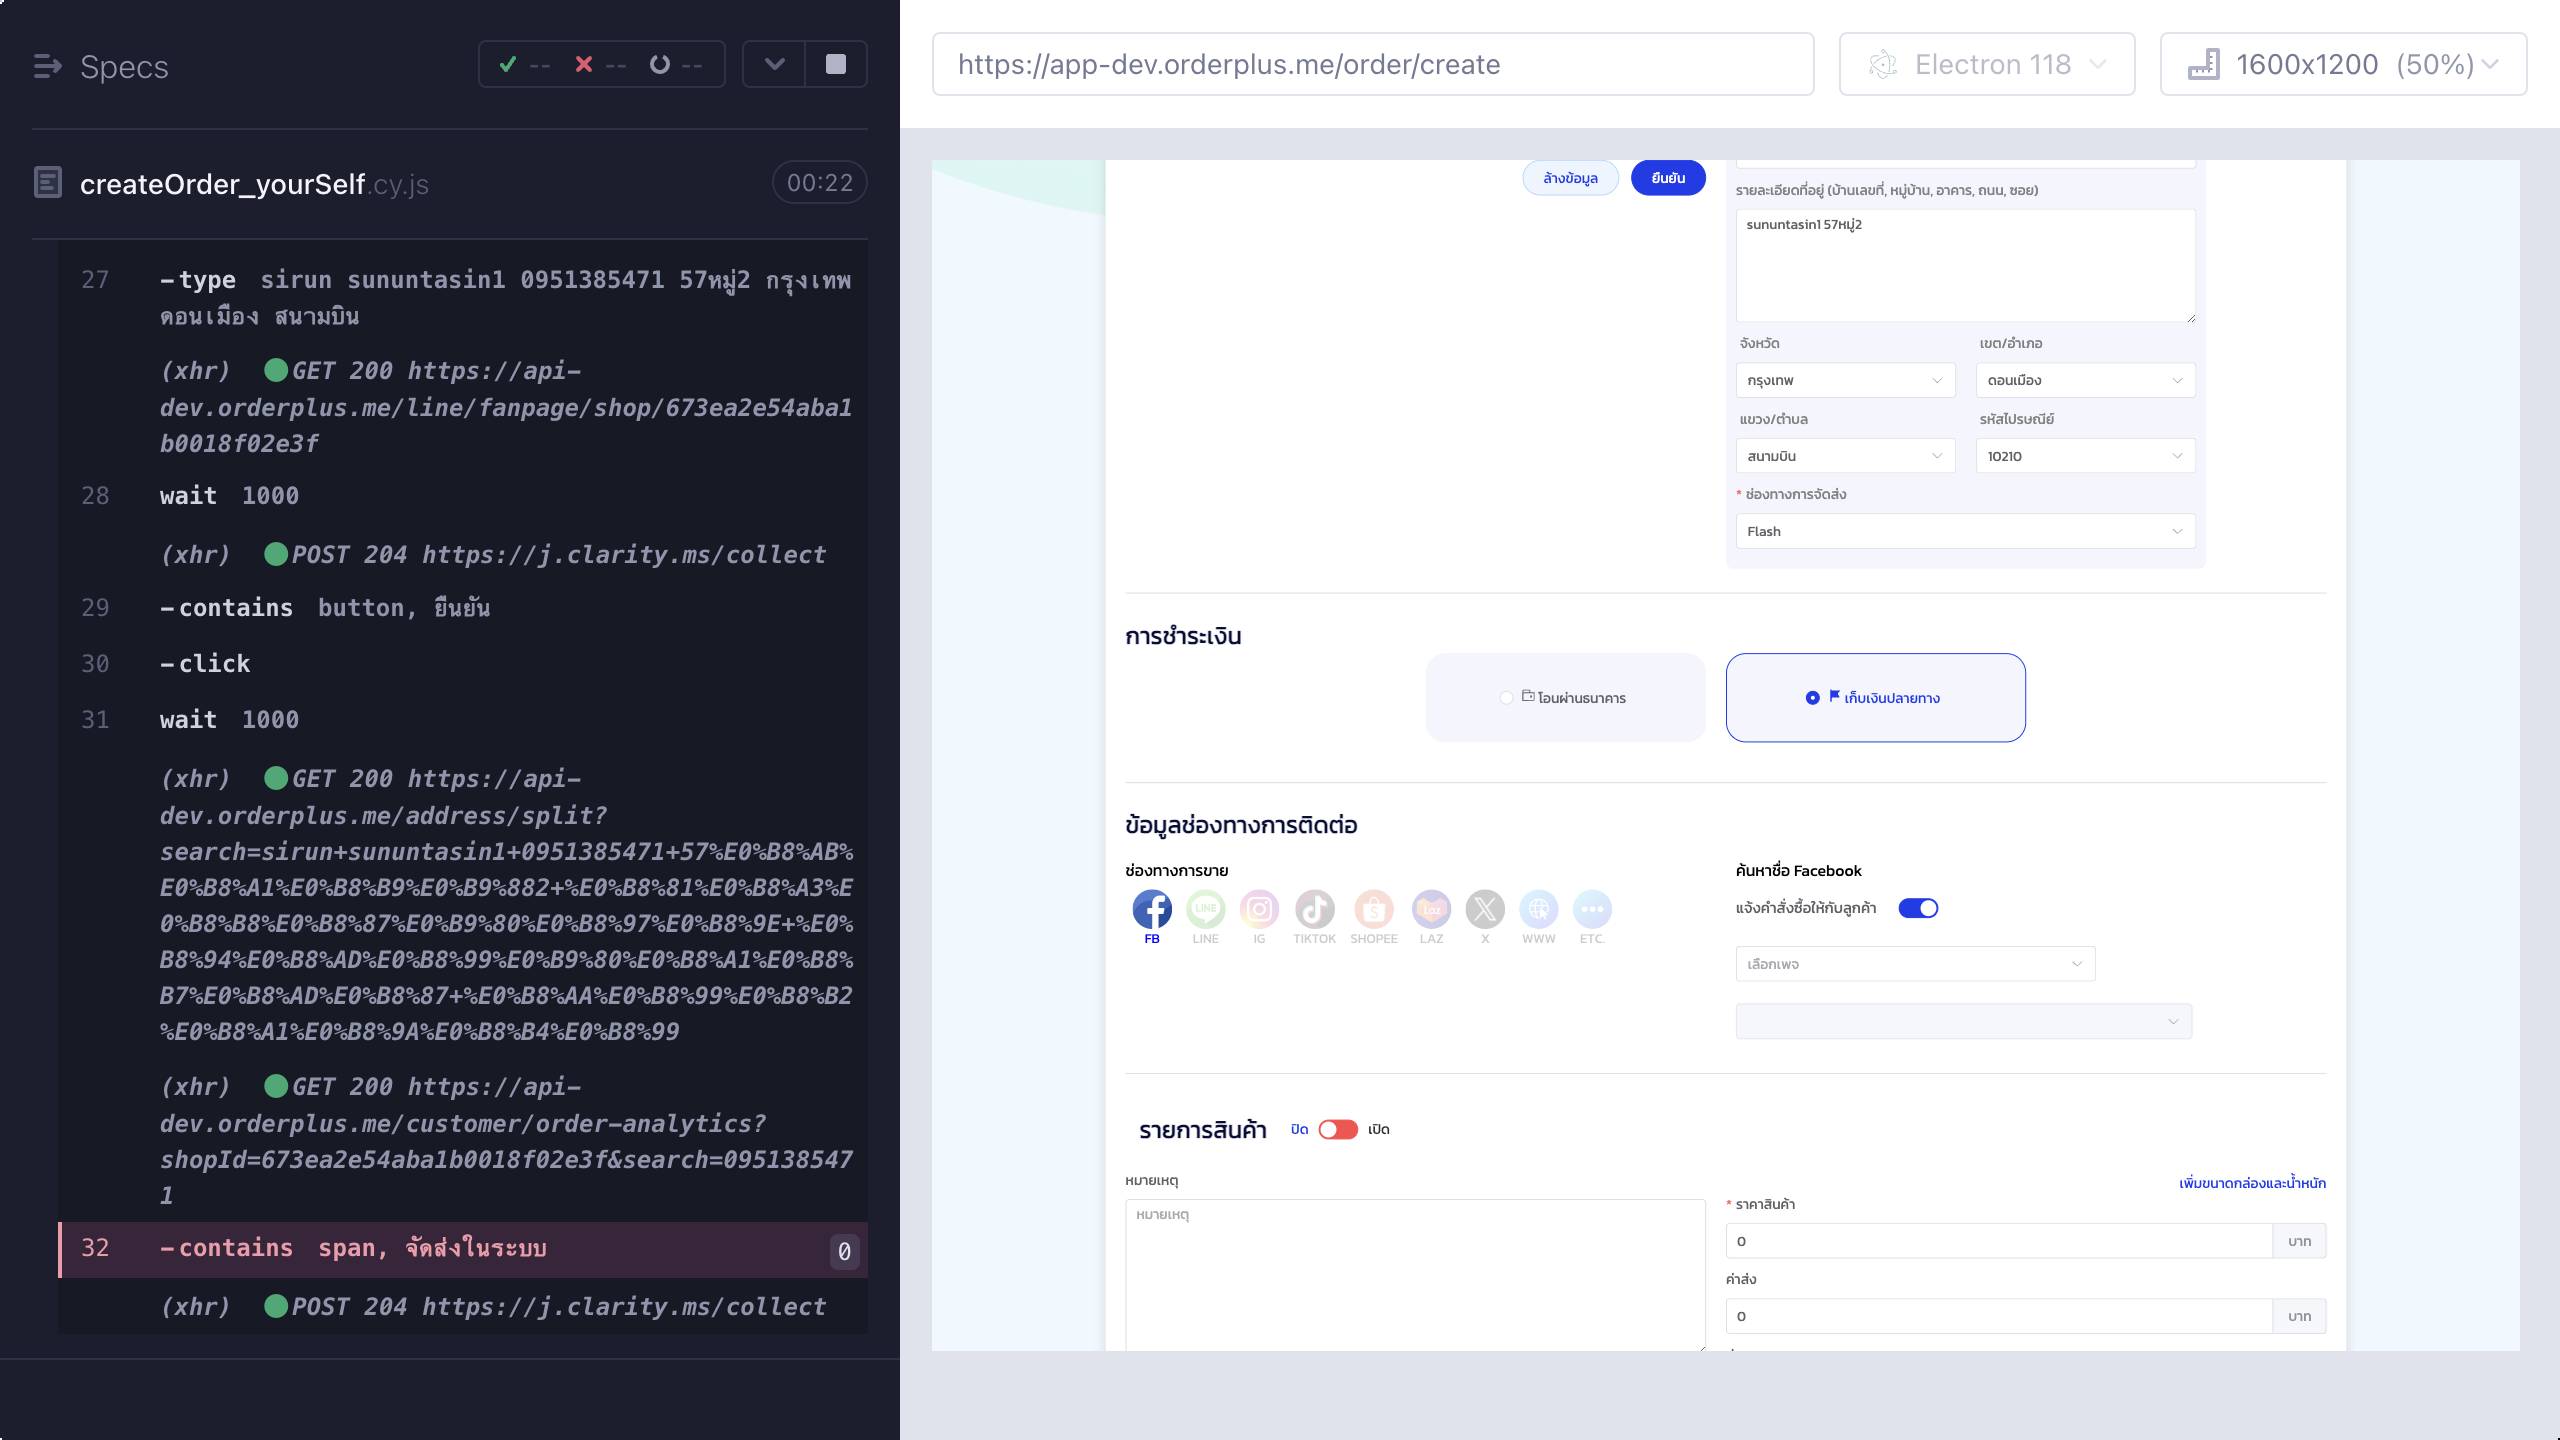 Specs
-- -- --
createOrder_yourSelf.cy.js
00:22
27 -type sirun sununtasin1 0951385471 57หมู่2 กรุงเทพ
ดอนเมือง สนามบิน
(xhr) GET 200 https://api-
dev.orderplus.me/line/fanpage/shop/673ea2e54aba1
b0018f02e3f
28 wait 1000
(xhr) POST 204 https://j.clarity.ms/collect
29 -contains button, ยืนยัน
30 -click
31 wait 1000
(xhr) GET 200 https://api-
dev.orderplus.me/address/split?
search=sirun+sununtasin1+0951385471+57%E0%B8%AB%
E0%B8%A1%E0%B8%B9%E0%B9%882+%E0%B8%81%E0%B8%A3%E
0%B8%B8%E0%B8%87%E0%B9%80%E0%B8%97%E0%B8%9E+%E0%
B8%94%E0%B8%AD%E0%B8%99%E0%B9%80%E0%B8%A1%E0%B8%
B7%E0%B8%AD%E0%B8%87+%E0%B8%AA%E0%B8%99%E0%B8%B2
%E0%B8%A1%E0%B8%9A%E0%B8%B4%E0%B8%99
(xhr) GET 200 https://api-
dev.orderplus.me/customer/order-analytics?
shopId=673ea2e54aba1b0018f02e3f&search=095138547
1
32 -contains span, จัดส่งในระบบ 0
(xhr) POST 204 https://j.clarity.ms/collect
https://app-dev.orderplus.me/order/create
Electron 118
1600x1200 (50%)
ล้างข้อมูล ยืนยัน
รายละเอียดที่อยู่ (บ้านเลขที่, หมู่บ้าน, อาคาร, ถนน, ซอย)
sununtasin1 57หมู่2
จังหวัด เขต/อำเภอ
กรุงเทพ ดอนเมือง
แขวง/ตำบล รหัสไปรษณีย์
สนามบิน 10210
* ช่องทางการจัดส่ง
Flash
การชำระเงิน
โอนผ่านธนาคาร เก็บเงินปลายทาง
ข้อมูลช่องทางการติดต่อ
ช่องทางการขาย
LINE Laz
FB LINE IG TIKTOK SHOPEE LAZ X WWW ETC.
ค้นหาชื่อ Facebook
แจ้งคำสั่งซื้อให้กับลูกค้า
เลือกเพจ
รายการสินค้า ปิด เปิด
หมายเหตุ
หมายเหตุ
เพิ่มขนาดกล่องและน้ำหนัก
* ราคาสินค้า
0 บาท
ค่าส่ง
0 บาท